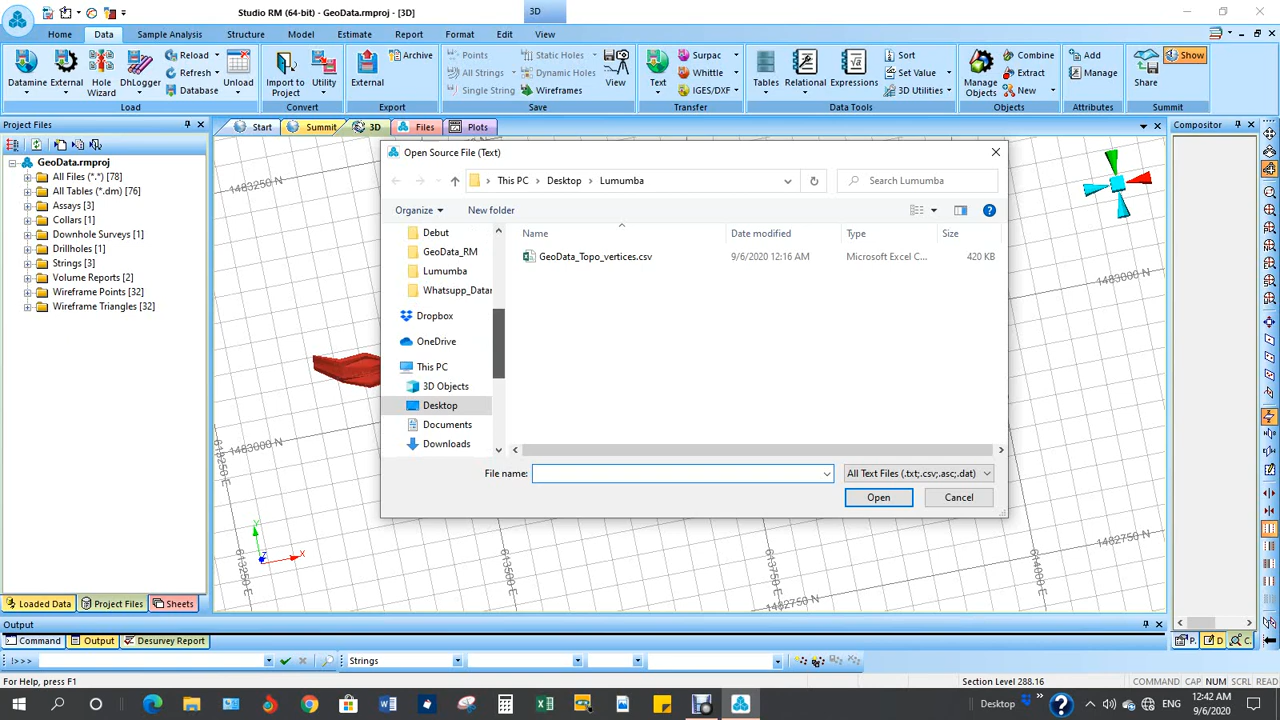 Studio RM (64-bit) - GeoData.rmproj - [3D]
3D
Home Data Sample Analysis Structure Model Estimate Report Format Edit View
Datamine External Hole Wizard DhLogger Reload Refresh Database Unload
Load
Import to Project Utility
Convert
External Archive
Export
Points All Strings Single String Static Holes Dynamic Holes Wireframes View
Save
Text Surpac Whittle IGES/DXF
Transfer
Tables Relational Expressions Sort Set Value 3D Utilities
Data Tools
Manage Objects Combine Extract New
Objects
Add Manage
Attributes
Share Show
Summit
Project Files
Start Summit 3D Files Plots
Compositor
GeoData.rmproj
All Files (*.*) [78]
All Tables (*.dm) [76]
Assays [3]
Collars [1]
Downhole Surveys [1]
Drillholes [1]
Strings [3]
Volume Reports [2]
Wireframe Points [32]
Wireframe Triangles [32]
1483250 N
1483000 N
613250 E
613500 E
613750 E
614000 E
1483000 N
1482750 N
1482750 N
Y
Z
X
Open Source File (Text)
This PC Desktop Lumumba
Search Lumumba
Organize New folder
Debut
GeoData_RM
Lumumba
Whatsupp_Datar
Dropbox
OneDrive
This PC
3D Objects
Desktop
Documents
Downloads
Name Date modified Type Size
GeoData_Topo_vertices.csv 9/6/2020 12:16 AM Microsoft Excel C... 420 KB
File name:
All Text Files (.txt;.csv;.asc;.dat)
Open Cancel
Loaded Data Project Files Sheets
Output
Command Output Desurvey Report
P. D C.
!>>>
Strings
For Help, press F1
Section Level 288.16
COMMAND CAP NUM SCRL READ
Desktop
ENG
12:42 AM
9/6/2020